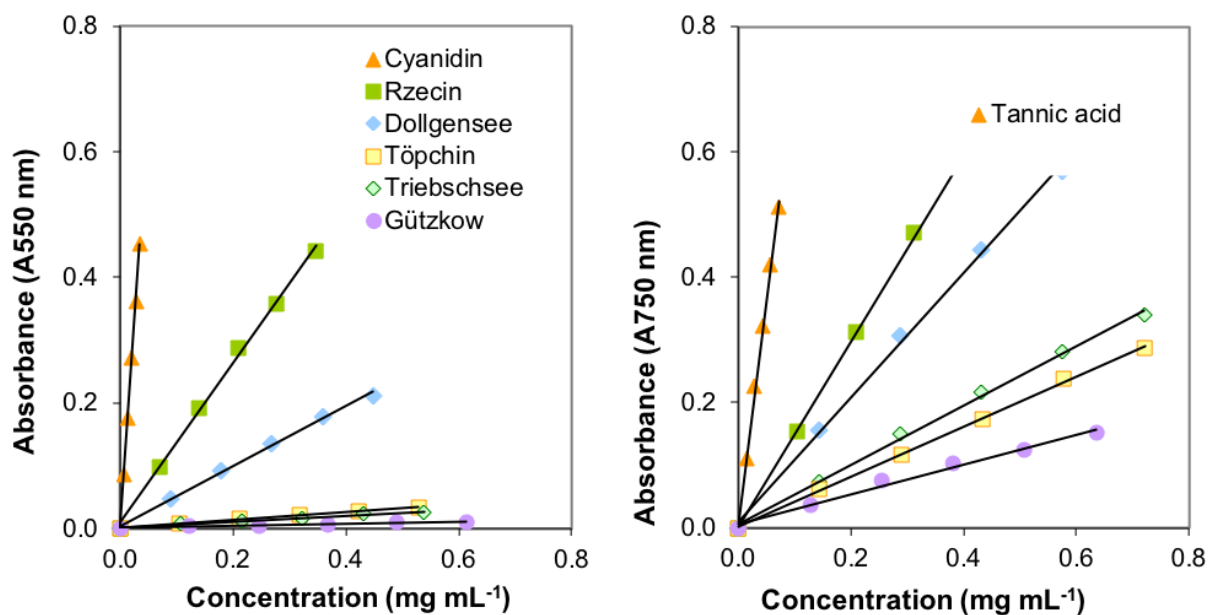 0.8
0.6
0.4
0.2
0.0
0.0 0.2 0.4 0.6 0.8
Absorbance (A550 nm)
Concentration (mg mL-1)
Cyanidin
Rzecin
Dollgensee
Töpchin
Triebschsee
Gützkow
0.8
0.6
0.4
0.2
0.0
0.0 0.2 0.4 0.6 0.8
Absorbance (A750 nm)
Concentration (mg mL-1)
Tannic acid